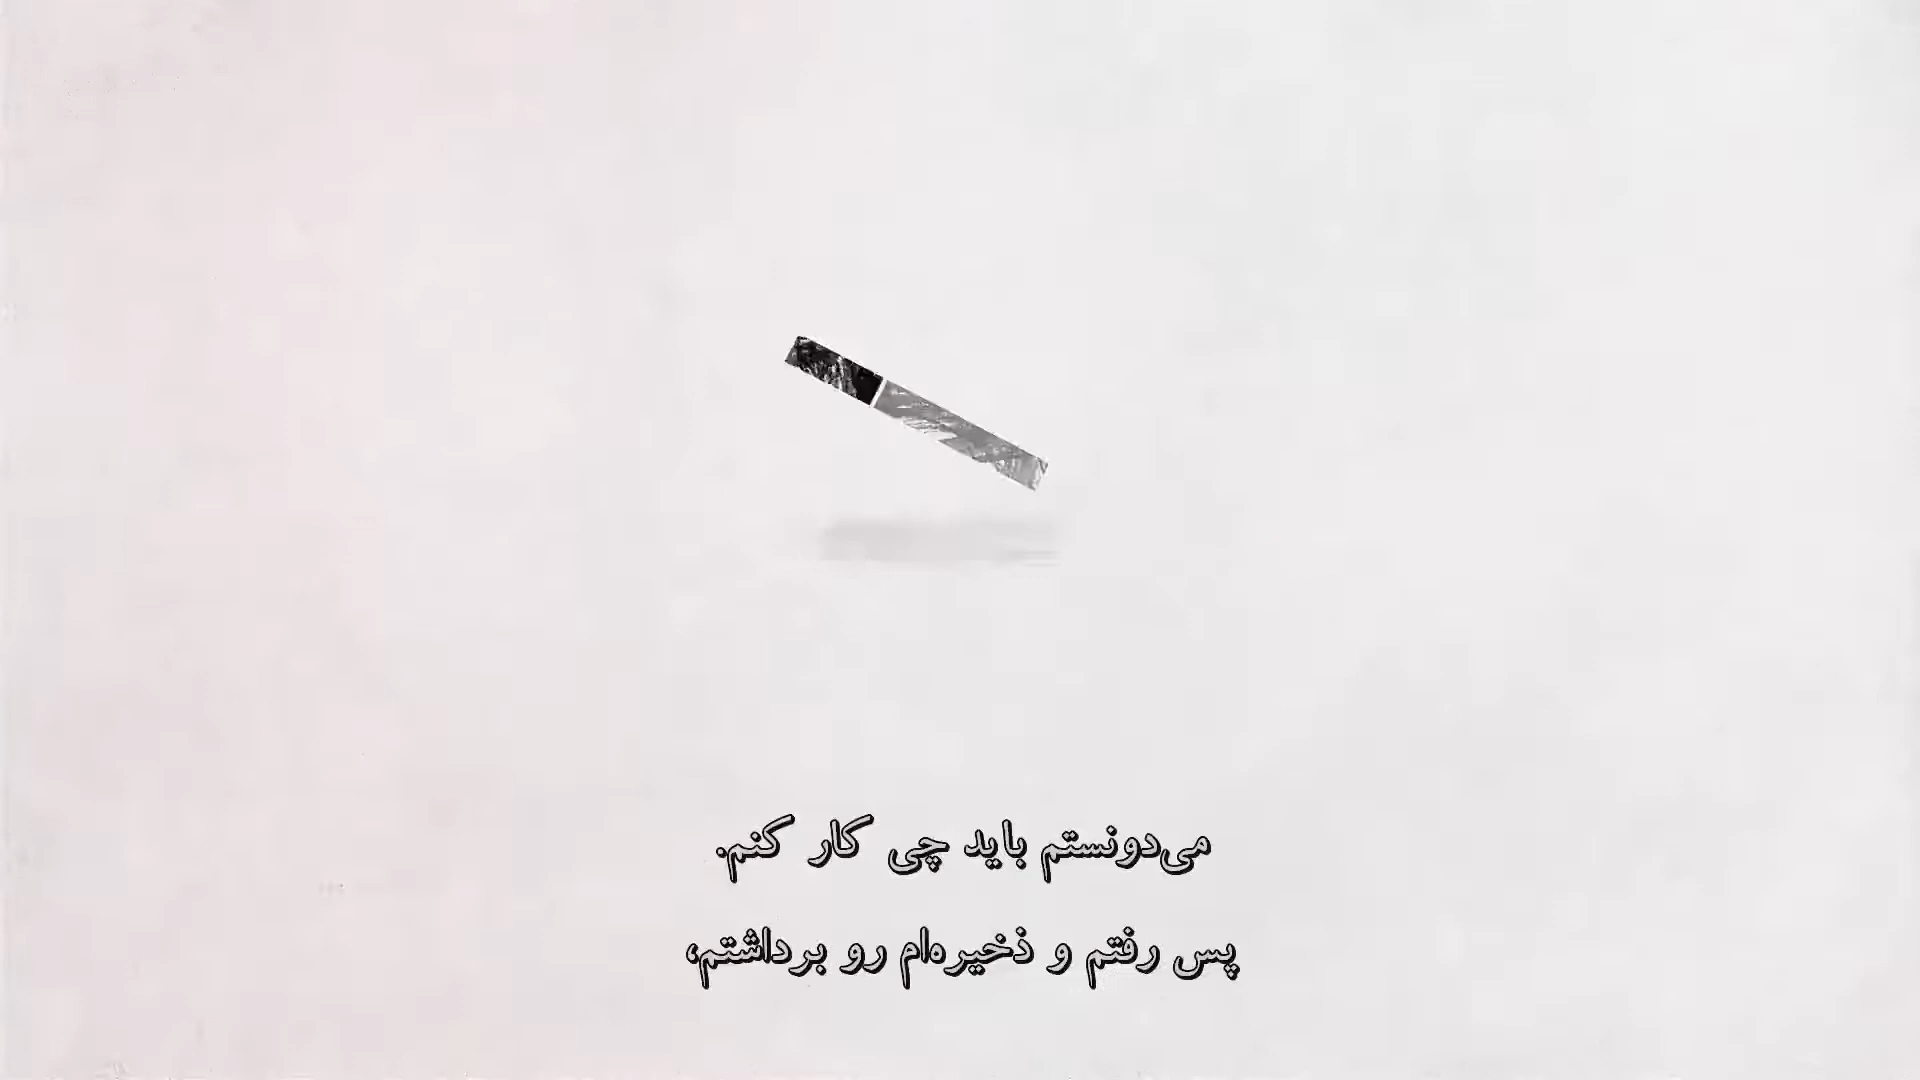 می‌دونستم باید چی کار کنم.
پس رفتم و ذخیره‌ام رو برداشتم،